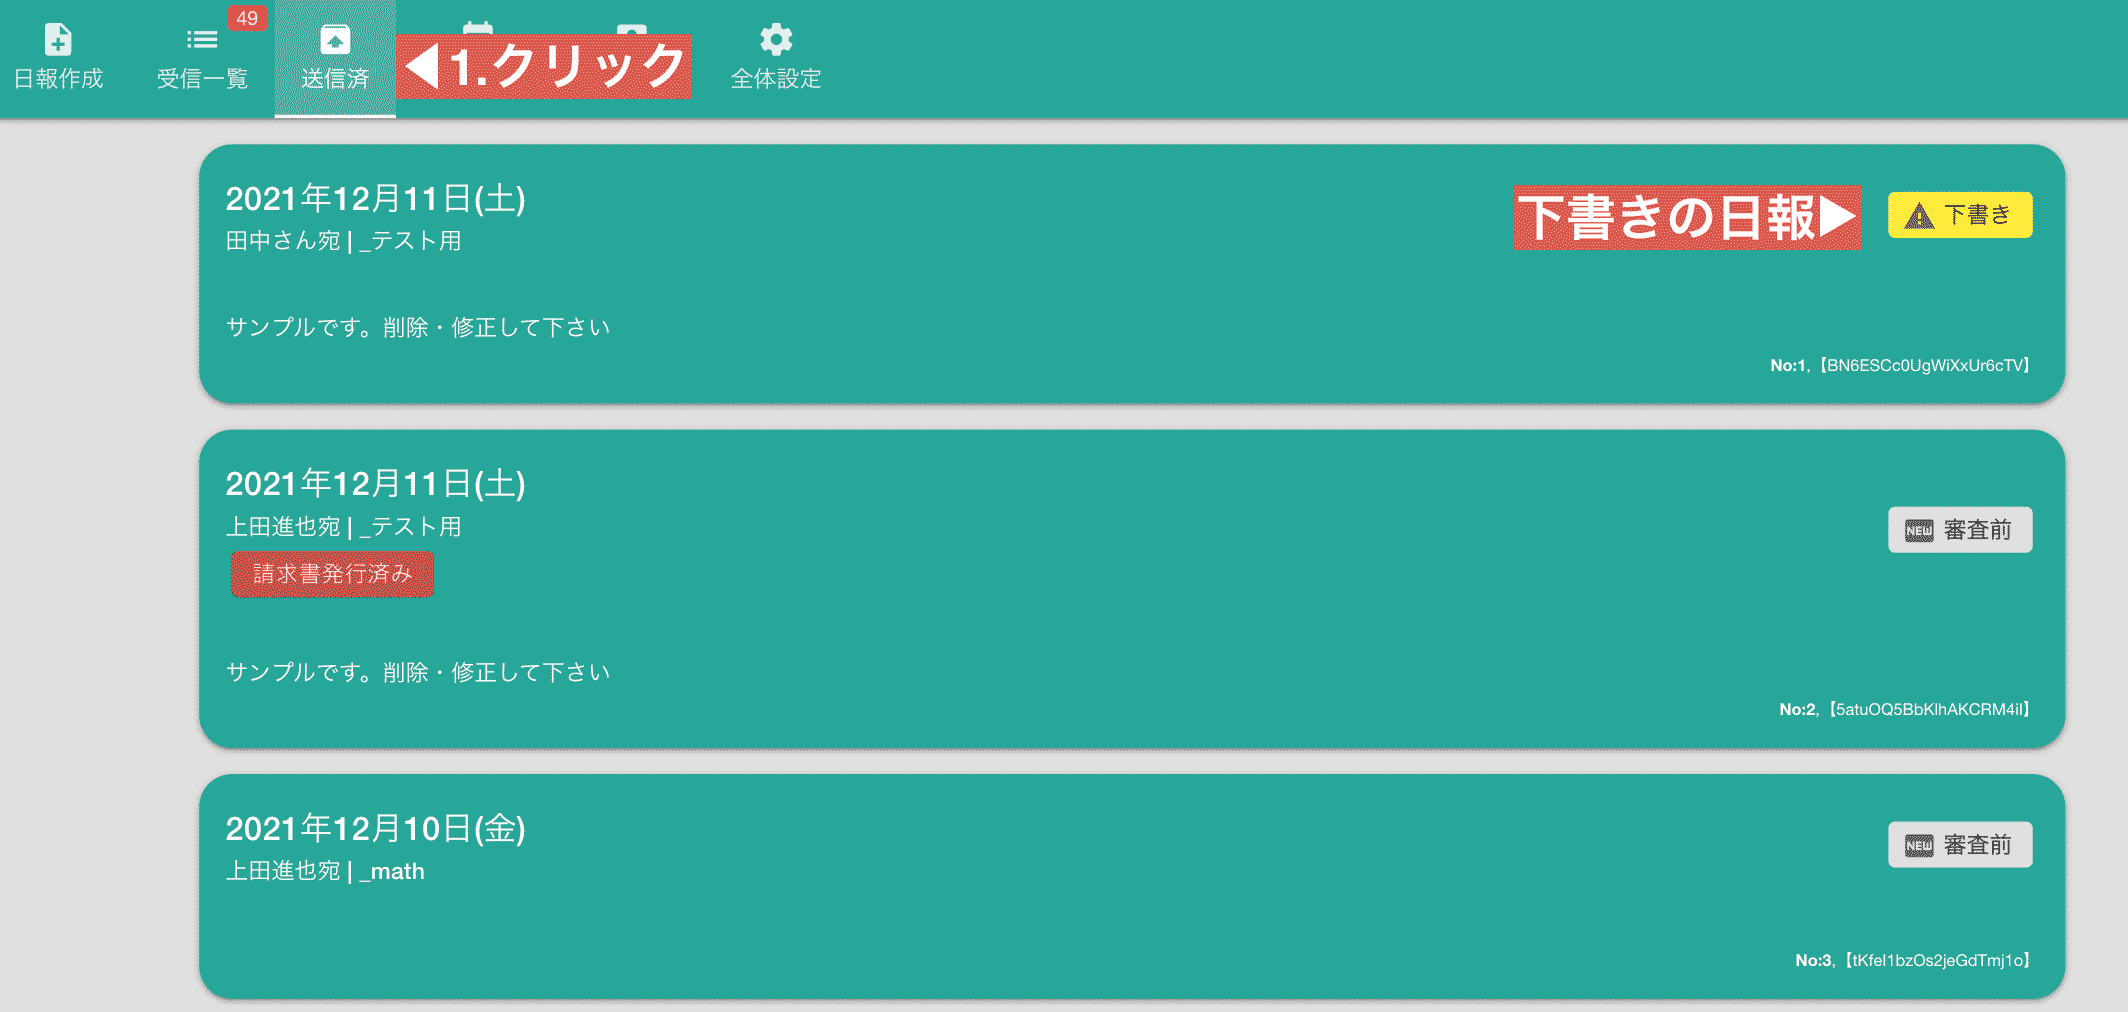 49
日報作成
受信一覧
送信済
◀1.クリック
全体設定
2021年12月11日(土)
田中さん宛 | _テスト用
下書きの日報▶
下書き
サンプルです。削除・修正して下さい
No:1,【BN6ESCc0UgWiXxUr6cTV】
2021年12月11日(土)
上田進也宛 | _テスト用
請求書発行済み
NEW 審査前
サンプルです。削除・修正して下さい
No:2,【5atuOQ5BbKlhAKCRM4il】
2021年12月10日(金)
上田進也宛 | _math
NEW 審査前
No:3,【tKfel1bzOs2jeGdTmj1o】